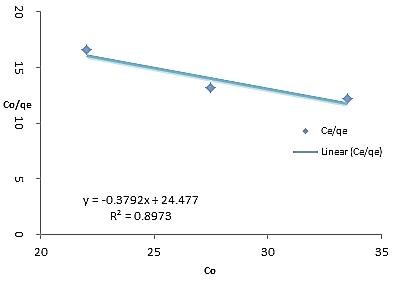 20
15
Co/qe
10
5
0
Ce/qe
Linear (Ce/qe)
y = -0.3792x + 24.477
R² = 0.8973
20 25 30 35
Co